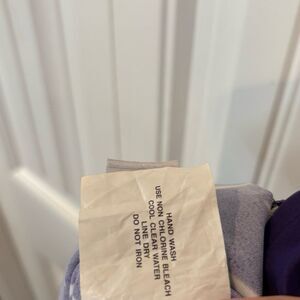 HAND WASH
USE NON CHLORINE BLEACH
COOL CLEAR WATER
LINE DRY
DO NOT IRON